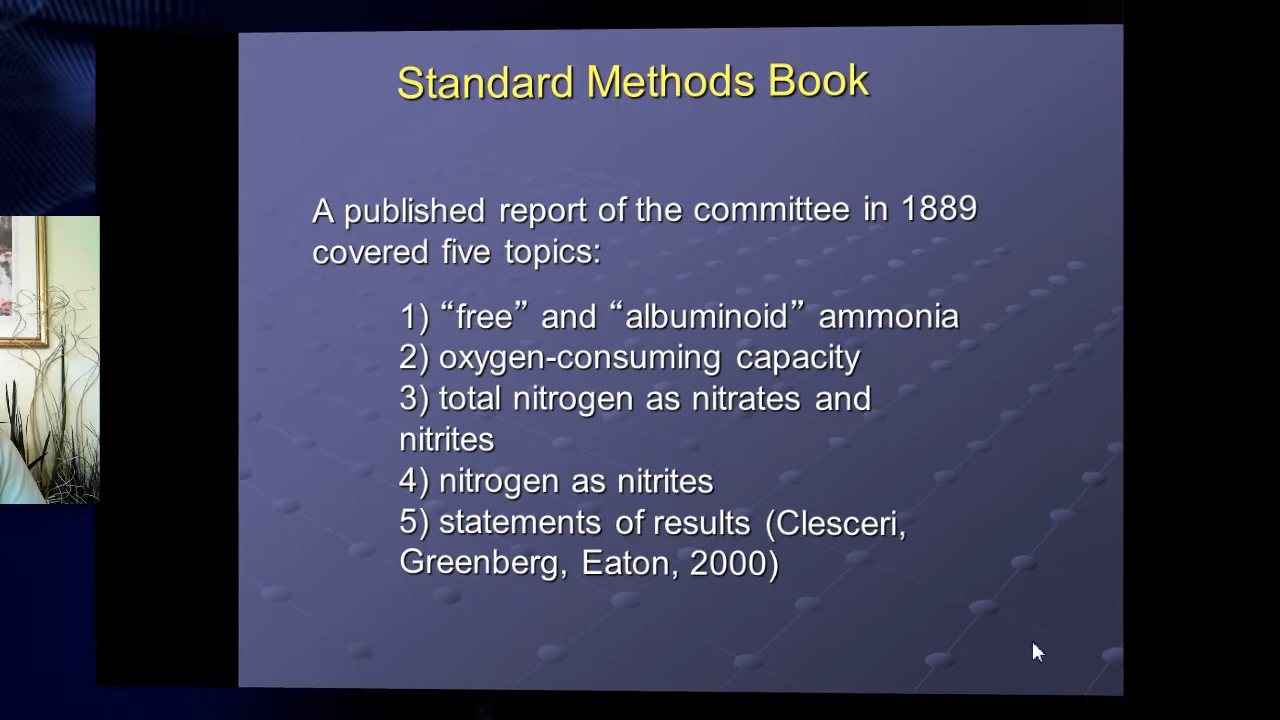 Standard Methods Book
A published report of the committee in 1889
covered five topics:
1) “free” and “albuminoid” ammonia
2) oxygen-consuming capacity
3) total nitrogen as nitrates and
nitrites
4) nitrogen as nitrites
5) statements of results (Clesceri,
Greenberg, Eaton, 2000)